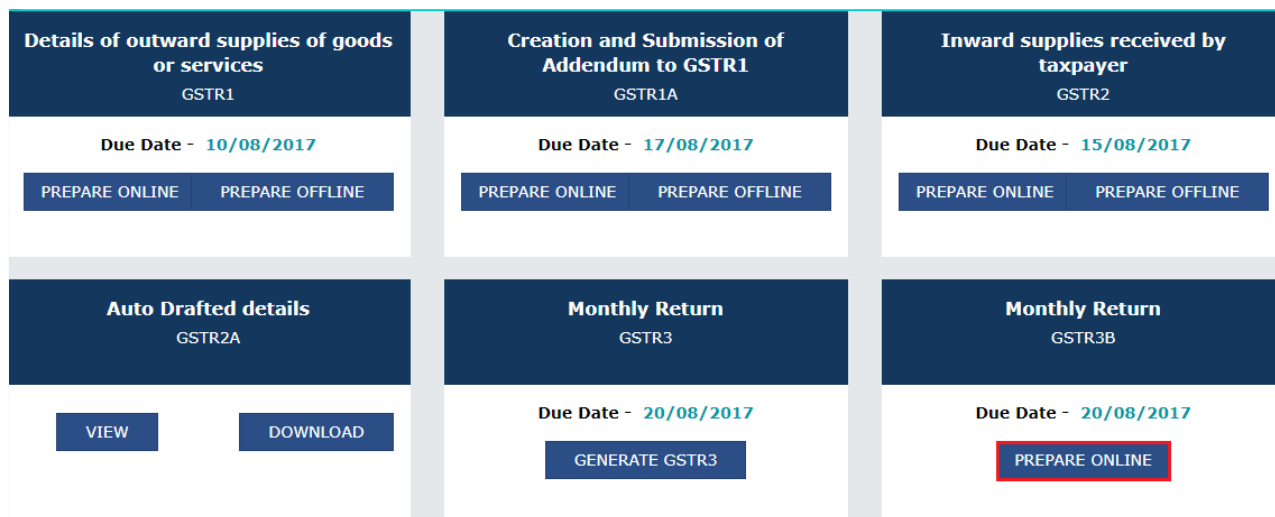 Details of outward supplies of goods
or services
GSTR1
Due Date - 10/08/2017
PREPARE ONLINE
PREPARE OFFLINE
Creation and Submission of
Addendum to GSTR1
GSTR1A
Due Date - 17/08/2017
PREPARE ONLINE
PREPARE OFFLINE
Inward supplies received by
taxpayer
GSTR2
Due Date - 15/08/2017
PREPARE ONLINE
PREPARE OFFLINE
Auto Drafted details
GSTR2A
VIEW
DOWNLOAD
Monthly Return
GSTR3
Due Date - 20/08/2017
GENERATE GSTR3
Monthly Return
GSTR3B
Due Date - 20/08/2017
PREPARE ONLINE